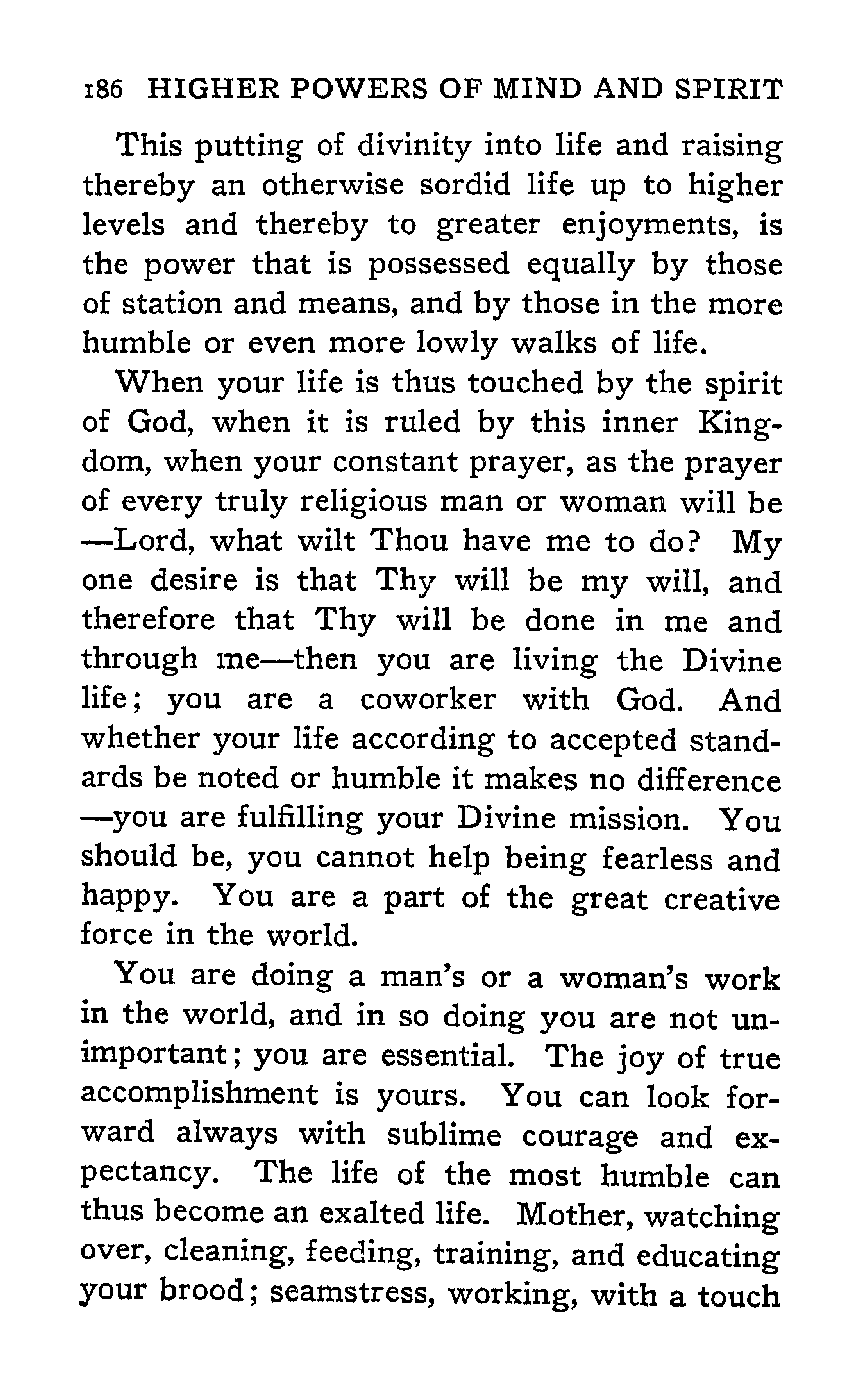 186 HIGHER POWERS OF MIND AND SPIRIT
This putting of divinity into life and raising
thereby an otherwise sordid life up to higher
levels and thereby to greater enjoyments, is
the power that is possessed equally by those
of station and means, and by those in the more
humble or even more lowly walks of life.
When your life is thus touched by the spirit
of God, when it is ruled by this inner King-
dom, when your constant prayer, as the prayer
of every truly religious man or woman will be
—Lord, what wilt Thou have me to do? My
one desire is that Thy will be my will, and
therefore that Thy will be done in me and
through me—then you are living the Divine
life; you are a coworker with God. And
whether your life according to accepted stand-
ards be noted or humble it makes no difference
—you are fulfilling your Divine mission. You
should be, you cannot help being fearless and
happy. You are a part of the great creative
force in the world.
You are doing a man's or a woman's work
in the world, and in so doing you are not un-
important; you are essential. The joy of true
accomplishment is yours. You can look for-
ward always with sublime courage and ex-
pectancy. The life of the most humble can
thus become an exalted life. Mother, watching
over, cleaning, feeding, training, and educating
your brood; seamstress, working, with a touch